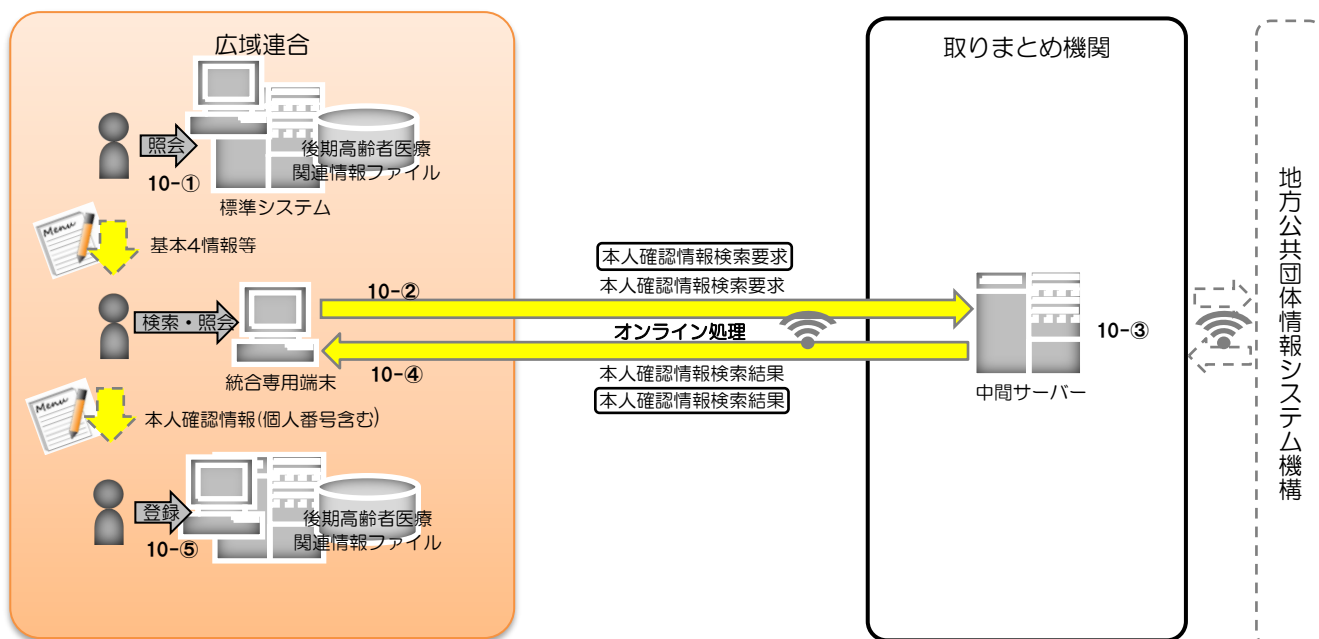 広域連合
照会
10-①
後期高齢者医療
関連情報ファイル
標準システム
Menu
基本4情報等
検索・照会
統合専用端末
Menu
本人確認情報(個人番号含む)
登録
10-⑤
後期高齢者医療
関連情報ファイル
本人確認情報検索要求
10-②
本人確認情報検索要求
オンライン処理
10-④
本人確認情報検索結果
本人確認情報検索結果
取りまとめ機関
10-③
中間サーバー
地方公共団体情報システム機構